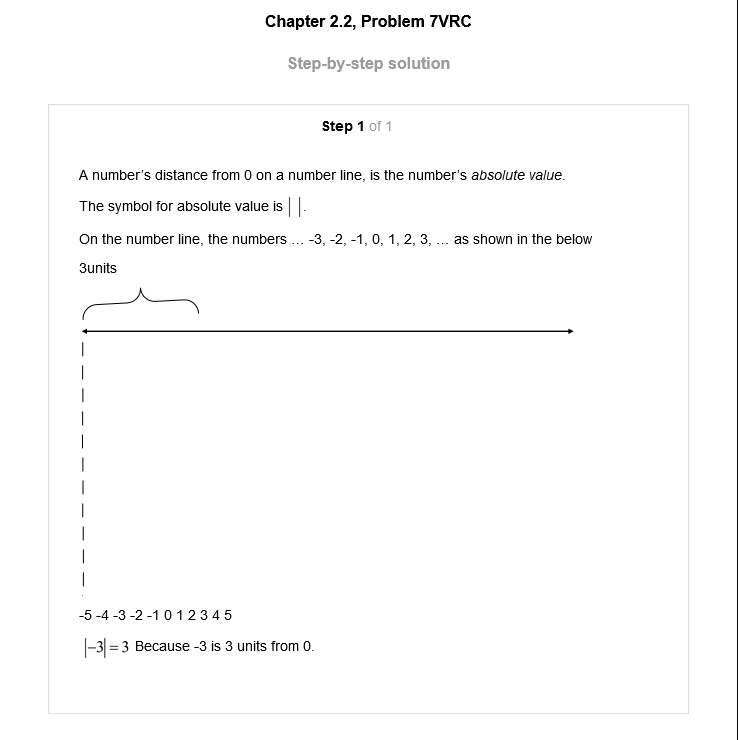 Chapter 2.2, Problem 7VRC
Step-by-step solution
Step 1 of 1
A number's distance from 0 on a number line, is the number's absolute value.
The symbol for absolute value is | |.
On the number line, the numbers … -3, -2, -1, 0, 1, 2, 3, … as shown in the below
3units
-5 -4 -3 -2 -1 0 1 2 3 4 5
|−3| = 3 Because -3 is 3 units from 0.